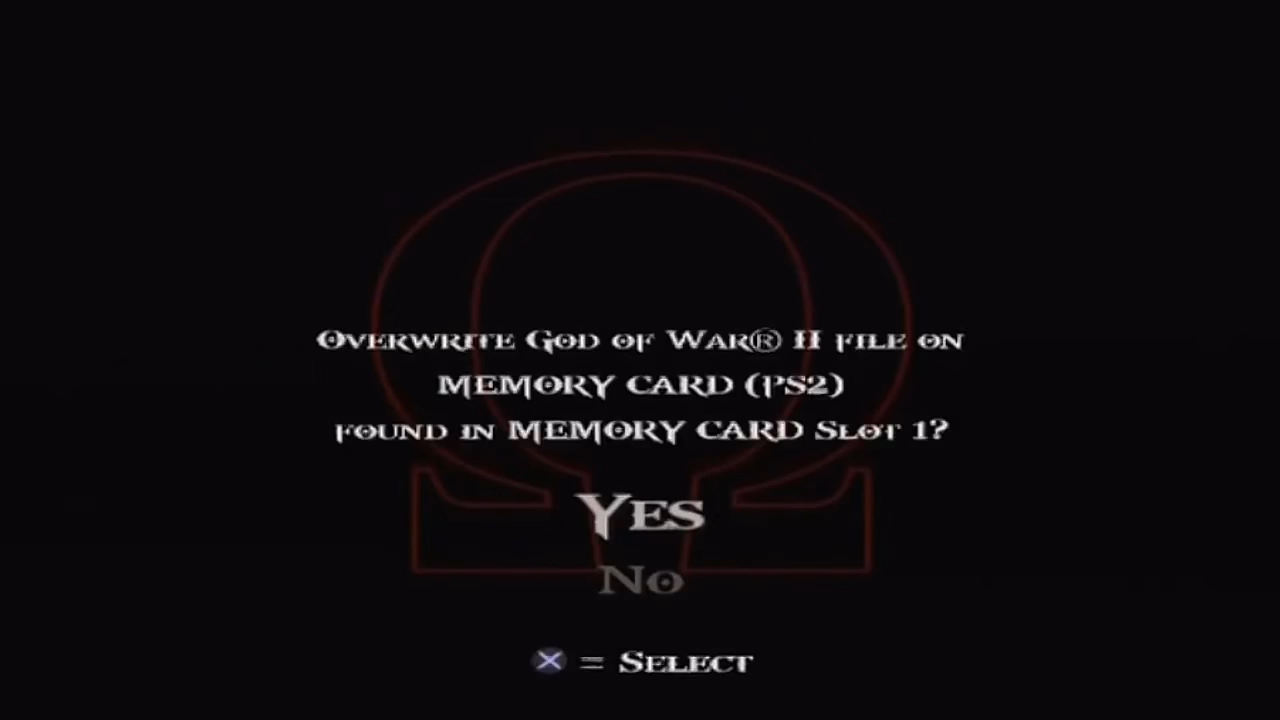 Overwrite God of War® II file on
MEMORY CARD (PS2)
found in MEMORY CARD Slot 1?
Yes
No
= Select